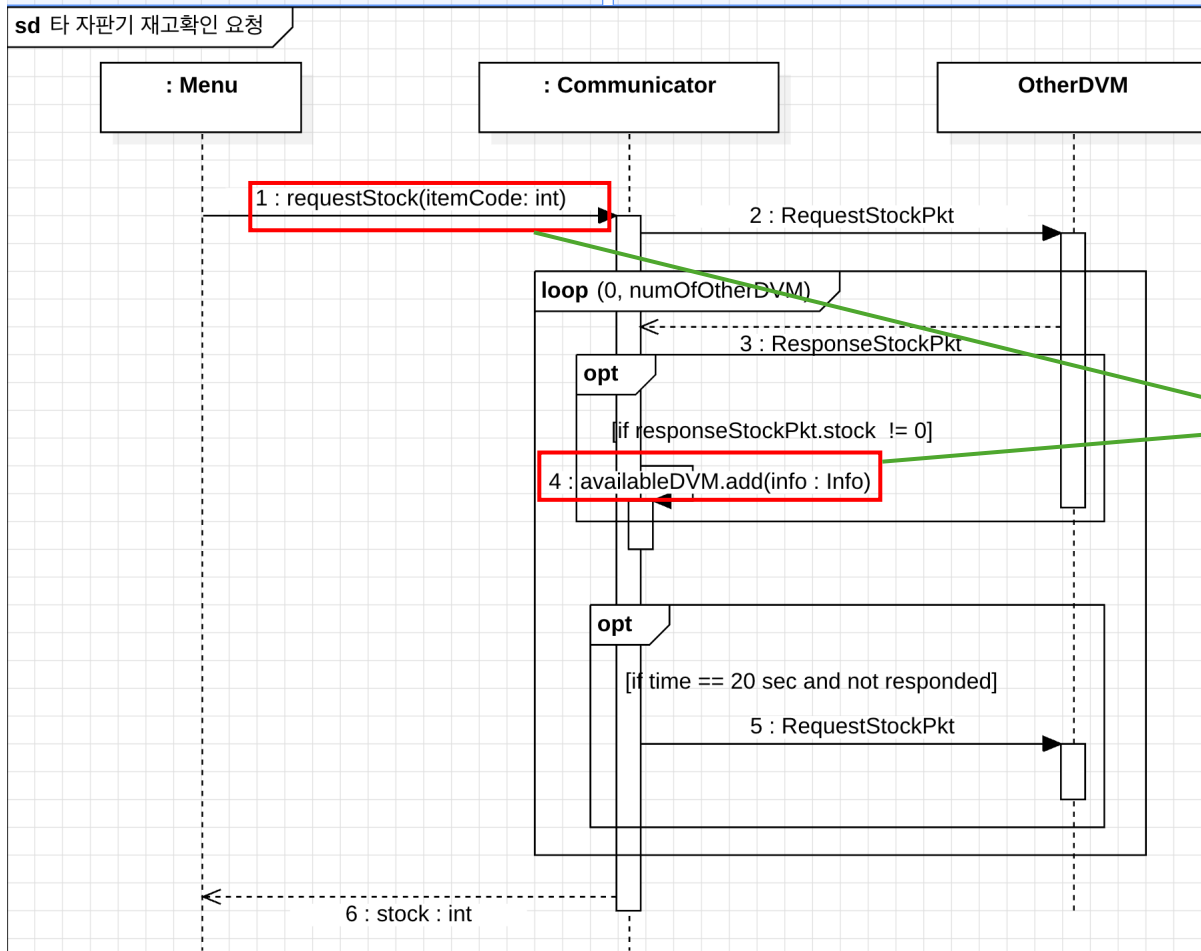 sd 타 자판기 재고확인 요청
: Menu
: Communicator
OtherDVM
1 : requestStock(itemCode: int)
2 : RequestStockPkt
loop (0, numOfOtherDVM)
3 : ResponseStockPkt
opt
[if responseStockPkt.stock != 0]
4 : availableDVM.add(info : Info)
opt
[if time == 20 sec and not responded]
5 : RequestStockPkt
6 : stock : int